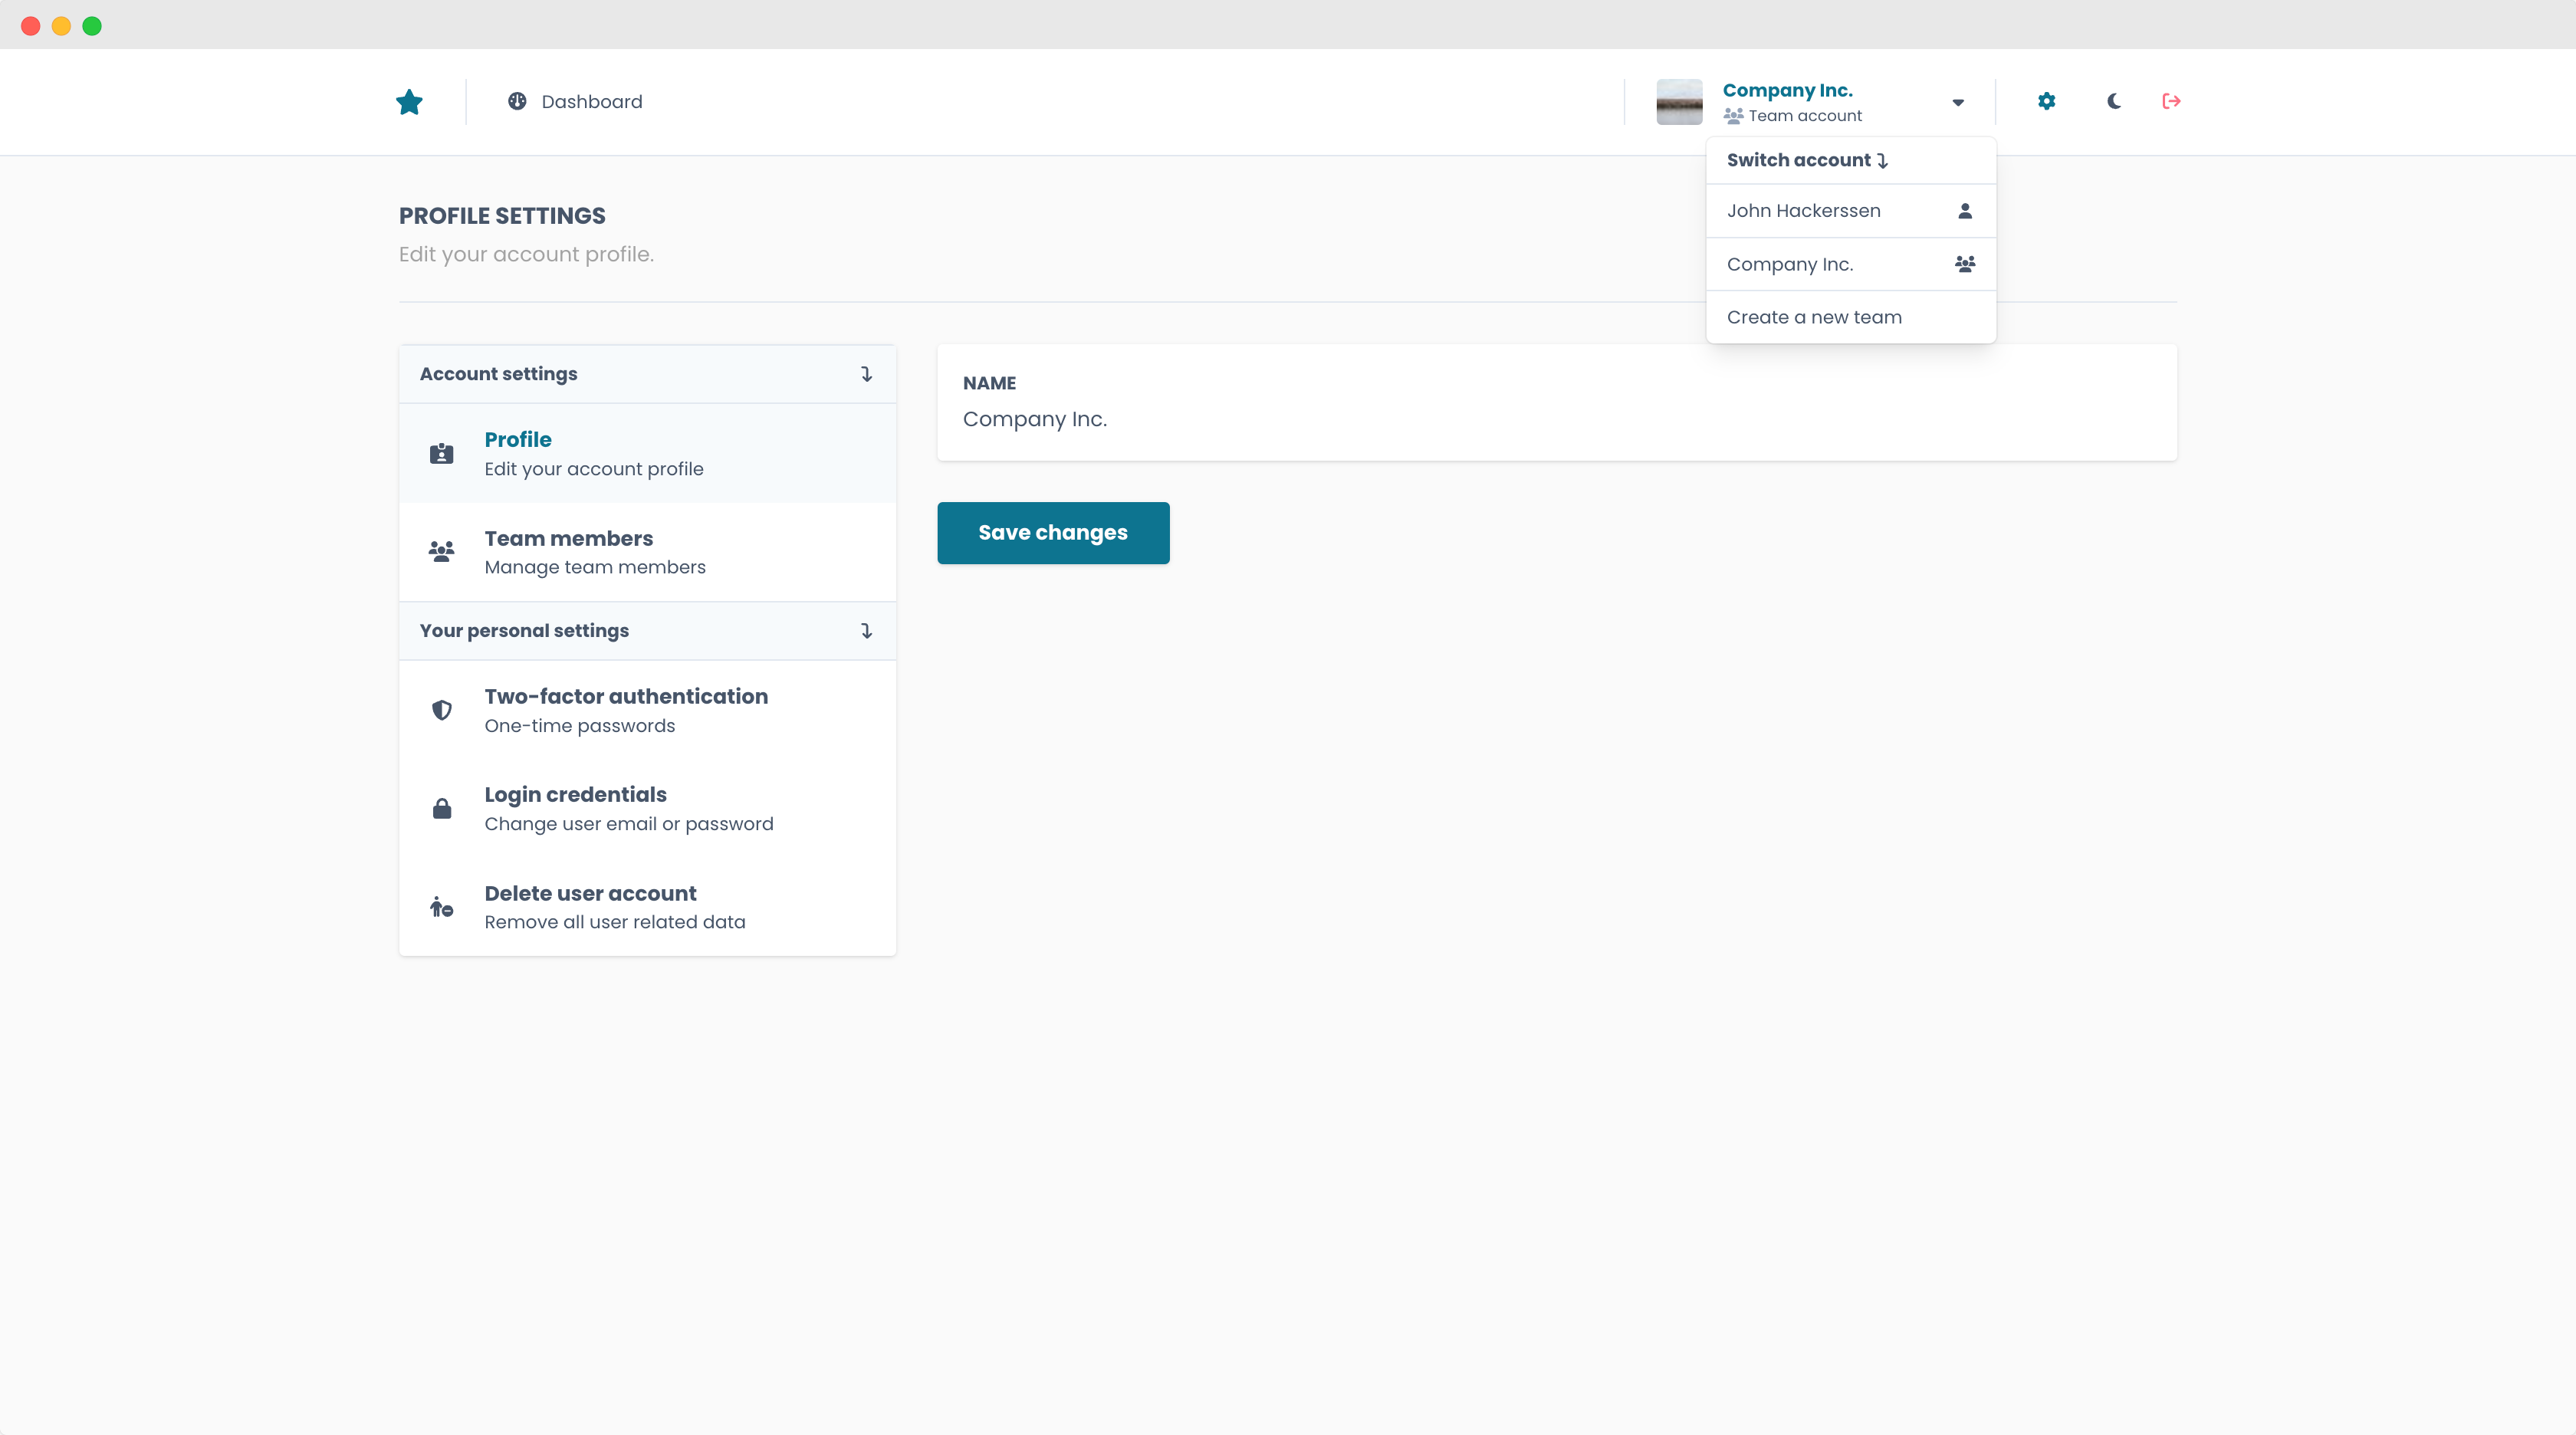 Dashboard
Company Inc.
Team account
Switch account
John Hackerssen
Company Inc.
Create a new team
PROFILE SETTINGS
Edit your account profile.
Account settings
Profile
Edit your account profile
Team members
Manage team members
Your personal settings
Two-factor authentication
One-time passwords
Login credentials
Change user email or password
Delete user account
Remove all user related data
NAME
Company Inc.
Save changes